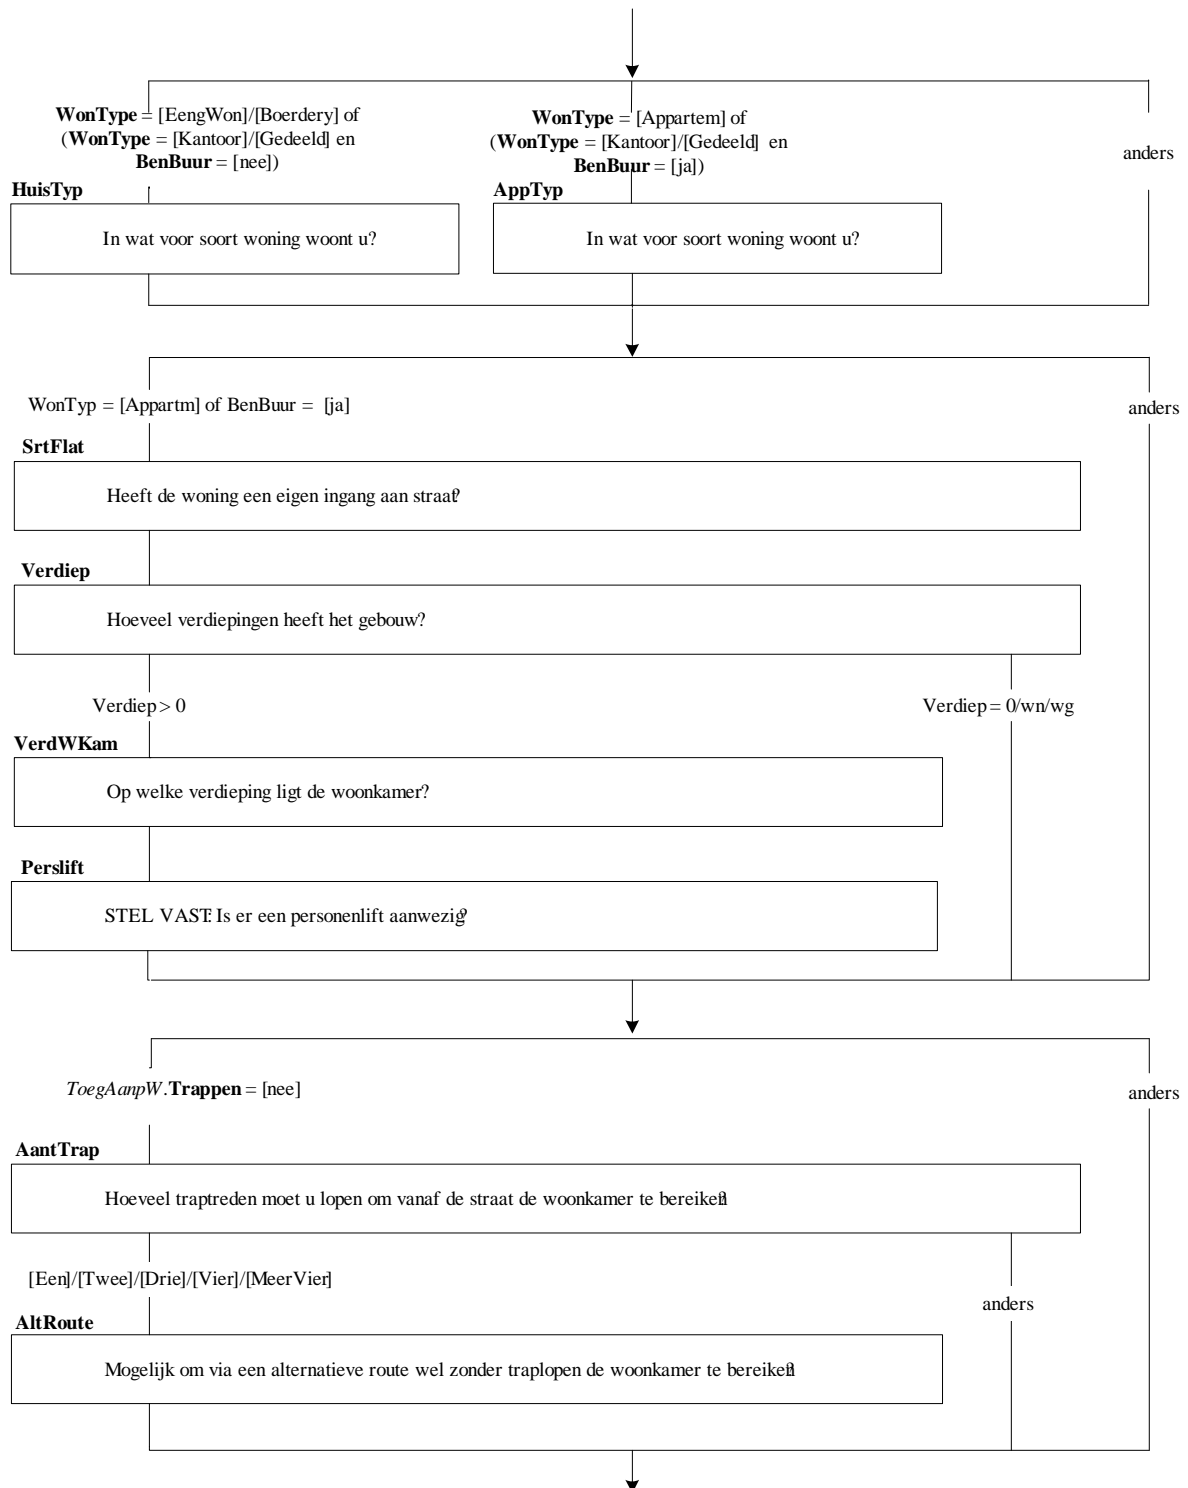 WonType = [EengWon]/[Boerdery] of
(WonType = [Kantoor]/[Gedeeld] en
BenBuur = [nee])
WonType = [Appartem] of
(WonType = [Kantoor]/[Gedeeld] en
BenBuur = [ja])
anders
HuisTyp
In wat voor soort woning woont u?
AppTyp
In wat voor soort woning woont u?
WonTyp = [Appartm] of BenBuur = [ja]
anders
SrtFlat
Heeft de woning een eigen ingang aan straat?
Verdiep
Hoeveel verdiepingen heeft het gebouw?
Verdiep > 0
Verdiep = 0/wn/wg
VerdWKam
Op welke verdieping ligt de woonkamer?
Perslift
STEL VAST: Is er een personenlift aanwezig?
ToegAanpW.Trappen = [nee]
anders
AantTrap
Hoeveel traptreden moet u lopen om vanaf de straat de woonkamer te bereiken?
[Een]/[Twee]/[Drie]/[Vier]/[MeerVier]
anders
AltRoute
Mogelijk om via een alternatieve route wel zonder traplopen de woonkamer te bereiken?